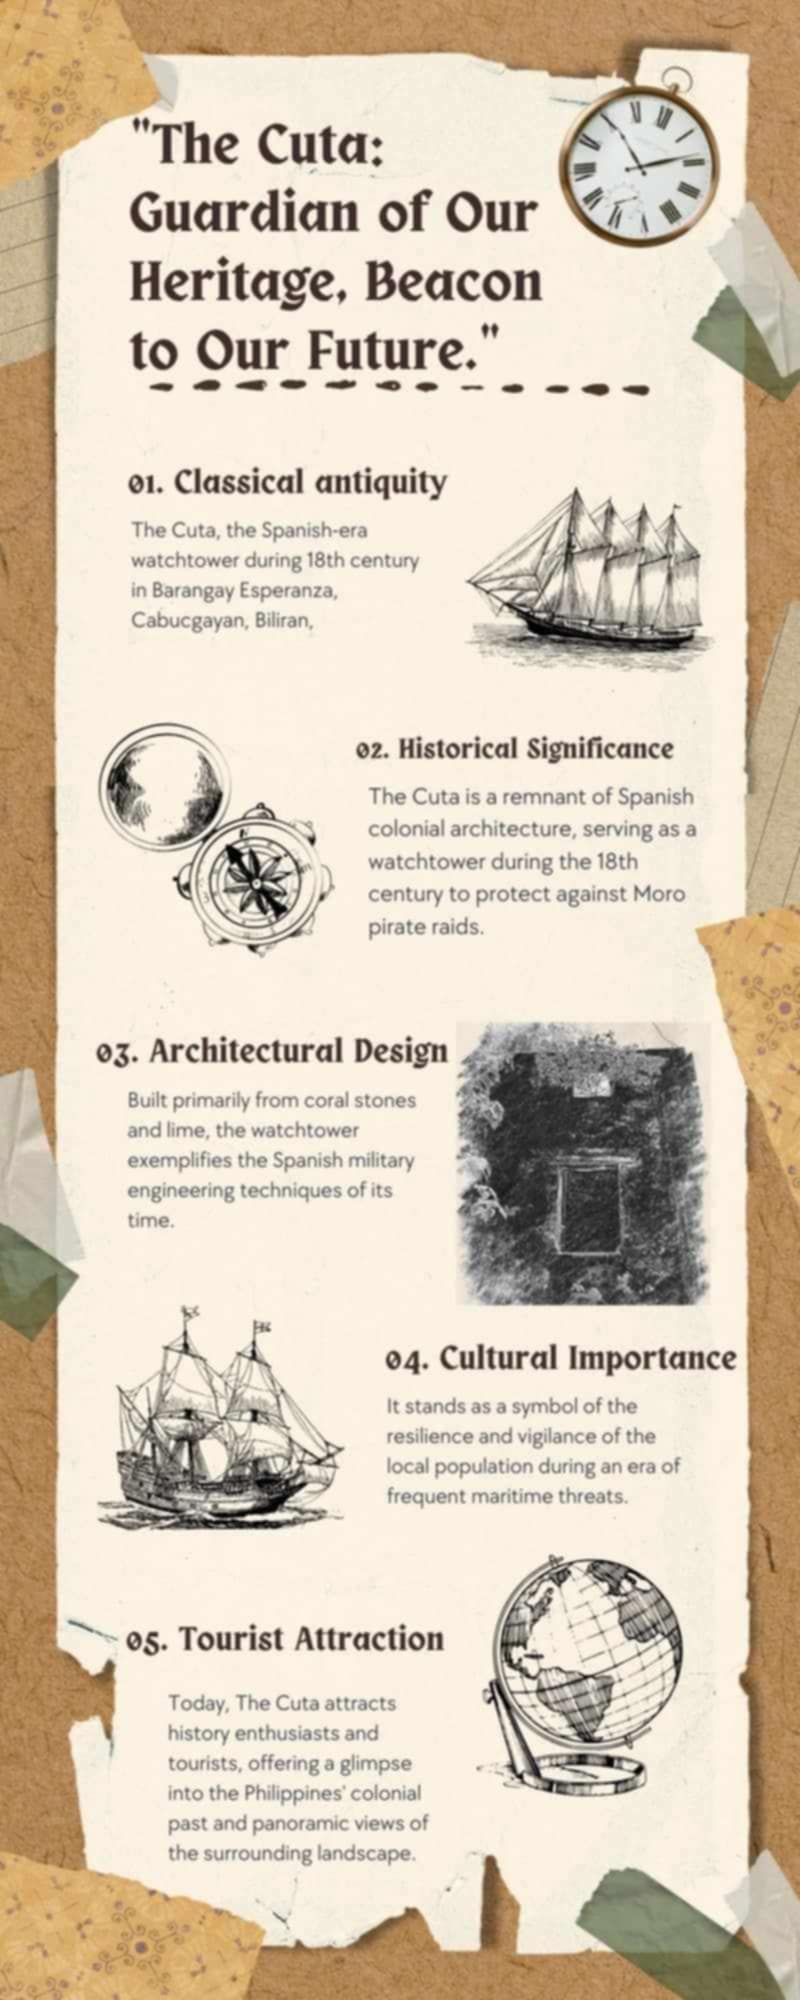 "The Cuta:
Guardian of Our
Heritage, Beacon
to Our Future."
01. Classical antiquity
The Cuta, the Spanish-era
watchtower during 18th century
in Barangay Esperanza,
Cabucgayan, Biliran,
02. Historical Significance
The Cuta is a remnant of Spanish
colonial architecture, serving as a
watchtower during the 18th
century to protect against Moro
pirate raids.
03. Architectural Design
Built primarily from coral stones
and lime, the watchtower
exemplifies the Spanish military
engineering techniques of its
time.
04. Cultural Importance
It stands as a symbol of the
resilience and vigilance of the
local population during an era of
frequent maritime threats.
05. Tourist Attraction
Today, The Cuta attracts
history enthusiasts and
tourists, offering a glimpse
into the Philippines' colonial
past and panoramic views of
the surrounding landscape.